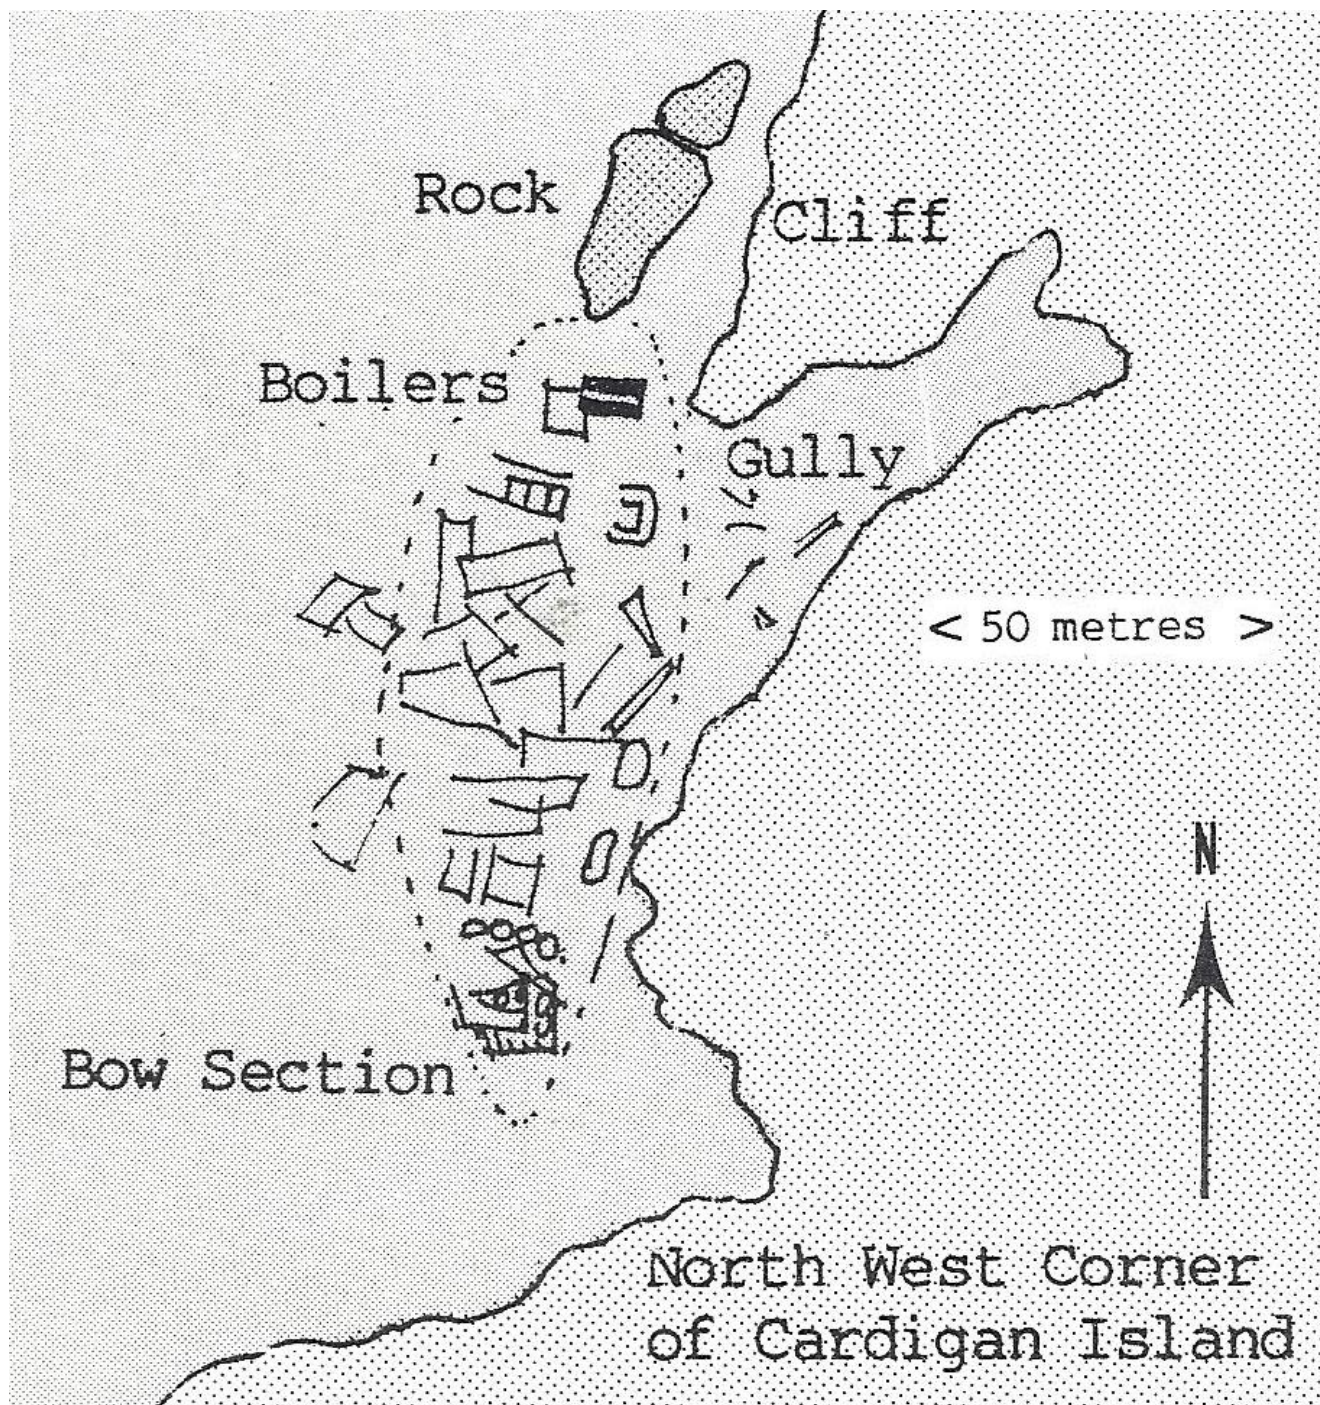 Rock
Cliff
Boilers
Gully
< 50 metres >
N
Bow Section
North West Corner
of Cardigan Island